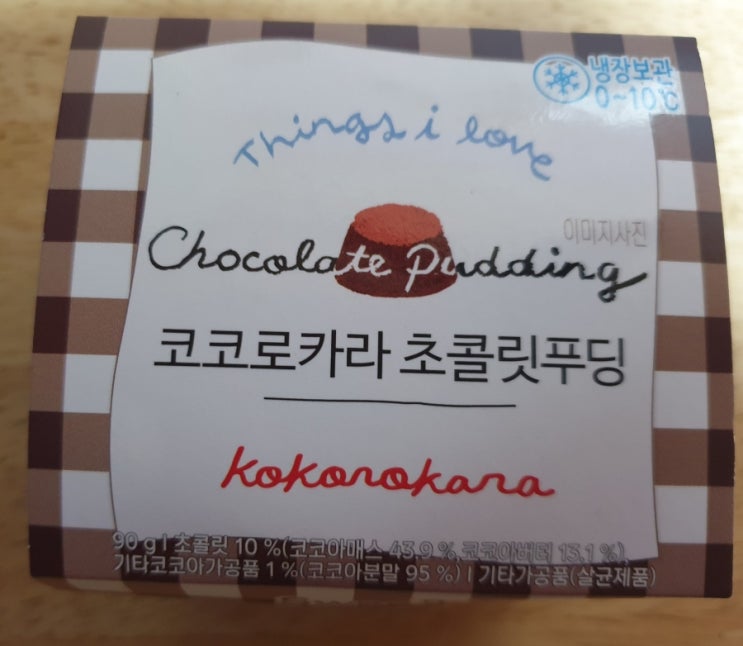 냉장보관
0~10℃
Things i love
이미지사진
Chocolate Pudding
코코로카라 초콜릿푸딩
kokorokara
90 g I 초콜릿 10 %(코코아매스 43.9 %, 코코아버터 13.1 %),
기타코코아가공품 1 %(코코아분말 95 %) I 기타가공품(살균제품)